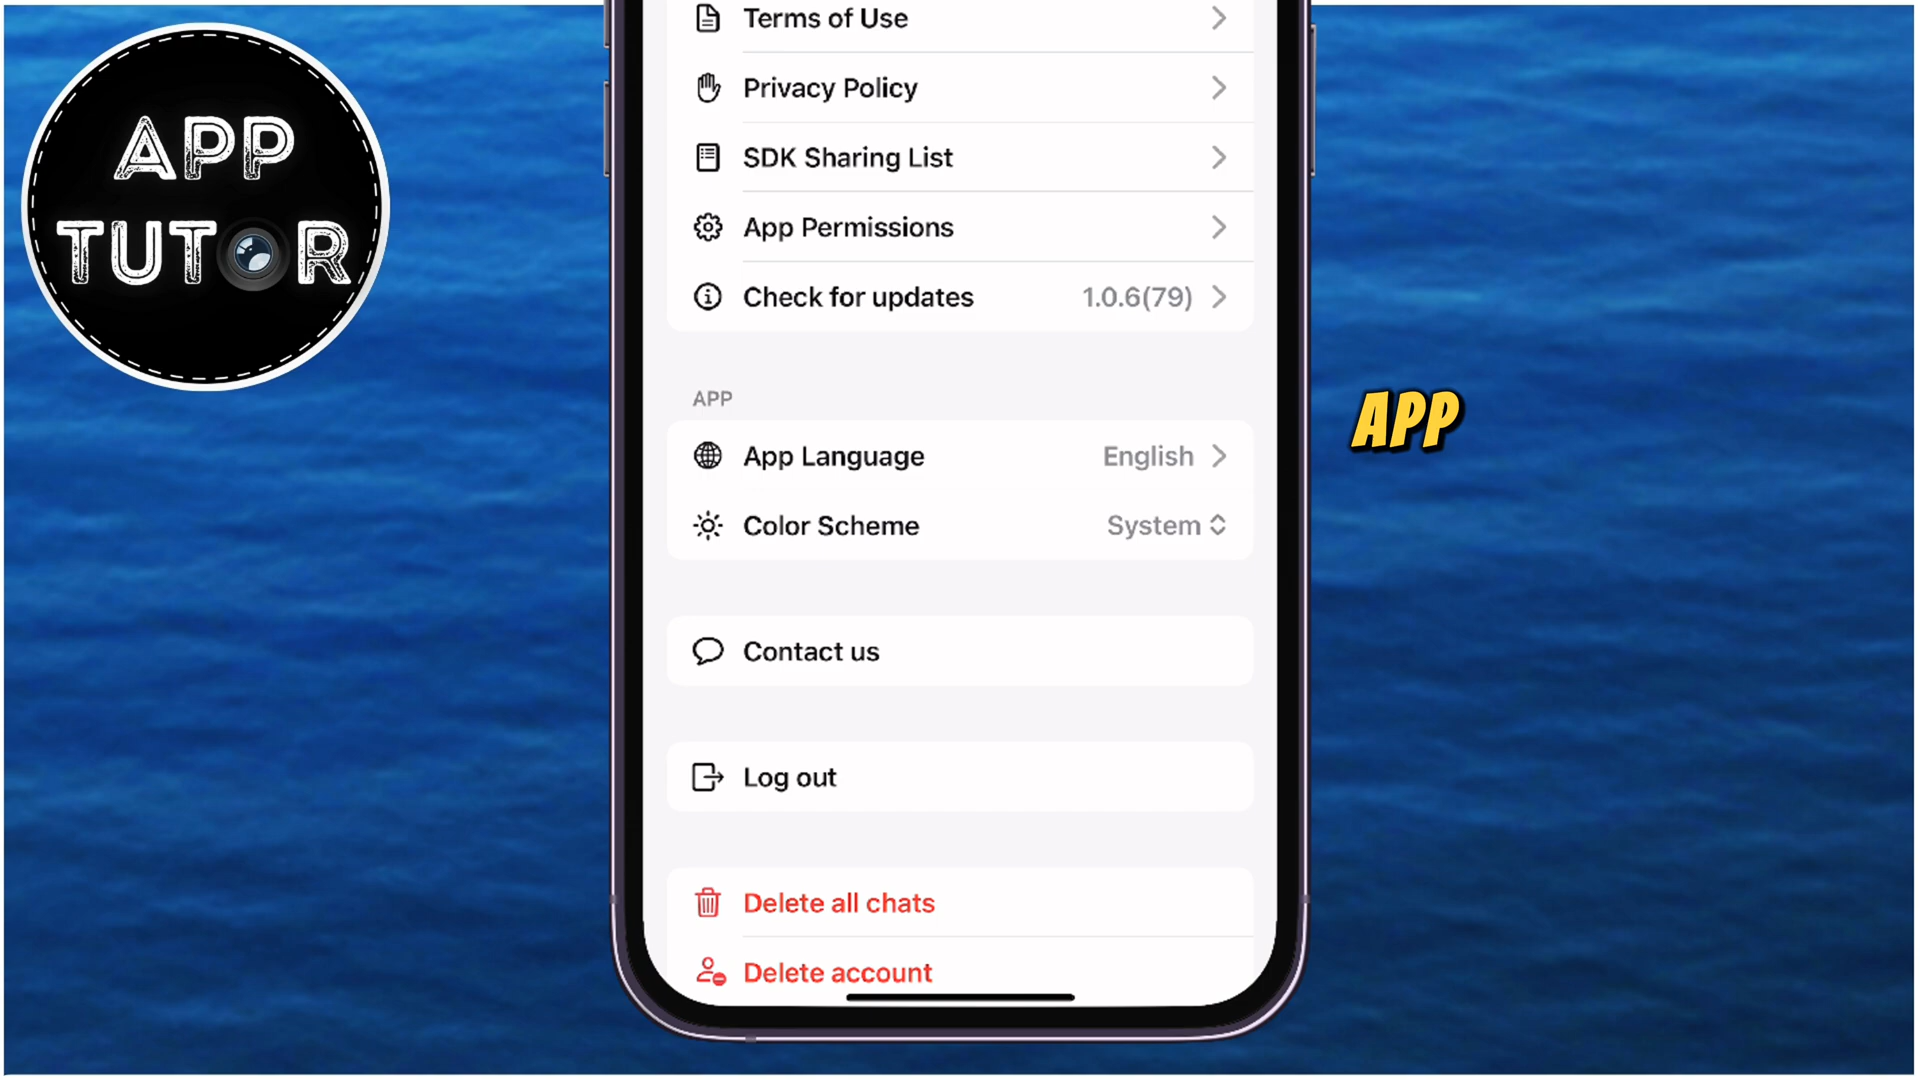 APP
TUTOR
Terms of Use
Privacy Policy
SDK Sharing List
App Permissions
Check for updates 1.0.6(79)
APP
App Language English
Color Scheme System
Contact us
Log out
Delete all chats
Delete account
APP